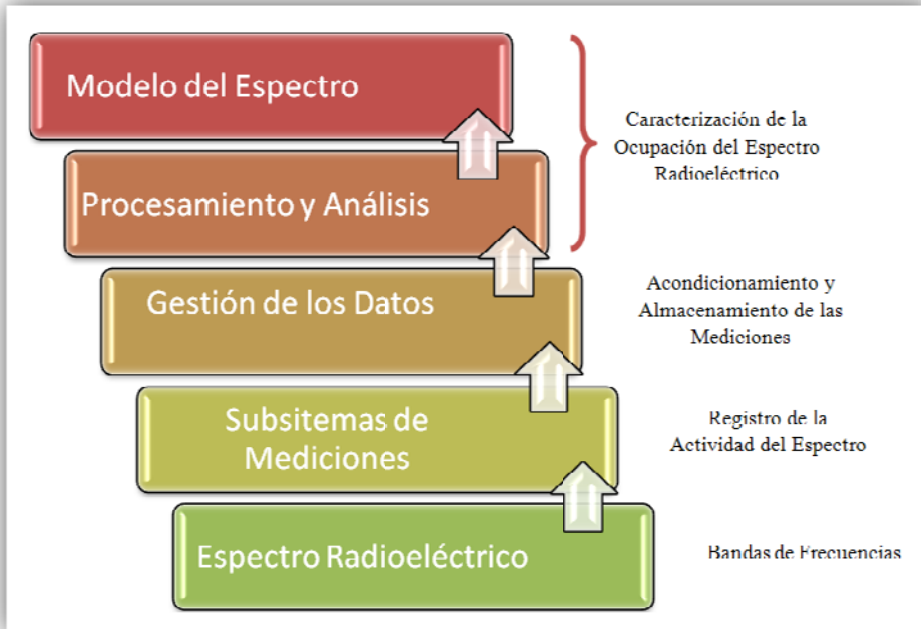 Modelo del Espectro
Caracterización de la
Ocupación del Espectro
Radioeléctrico
Procesamiento y Análisis
Gestión de los Datos
Acondicionamiento y
Almacenamiento de las
Mediciones
Subsitemas de
Mediciones
Registro de la
Actividad del Espectro
Espectro Radioeléctrico
Bandas de Frecuencias